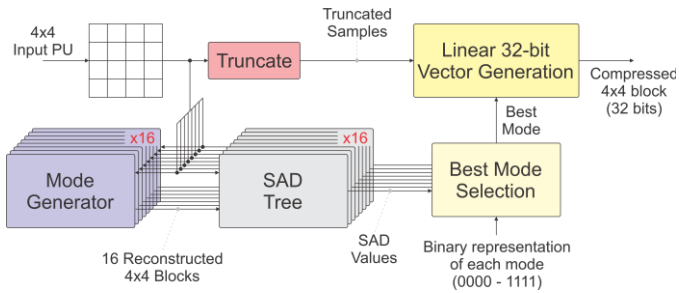 4x4
Input PU
Truncate
Truncated
Samples
Linear 32-bit
Vector Generation
Compressed
4x4 block
(32 bits)
Best
Mode
x16
Mode
Generator
x16
SAD
Tree
Best Mode
Selection
16 Reconstructed
4x4 Blocks
SAD
Values
Binary representation
of each mode
(0000 - 1111)